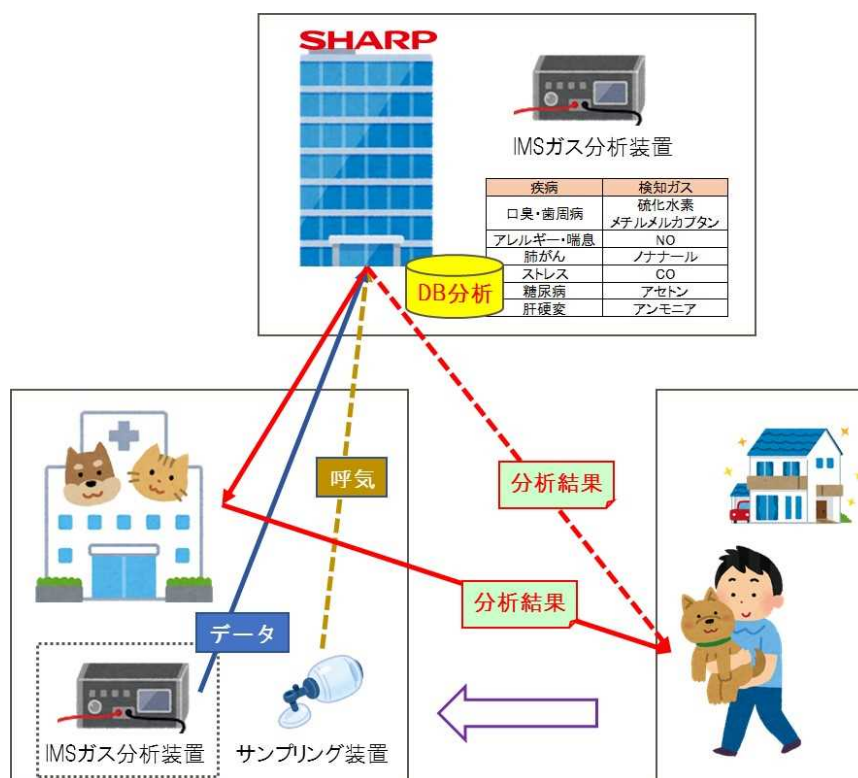 SHARP
IMSガス分析装置
疾病 検知ガス
口臭・歯周病 硫化水素
メチルメルカプタン
アレルギー・喘息 NO
肺がん ノナナール
ストレス CO
糖尿病 アセトン
肝硬変 アンモニア
DB分析
呼気
分析結果
分析結果
データ
IMSガス分析装置
サンプリング装置